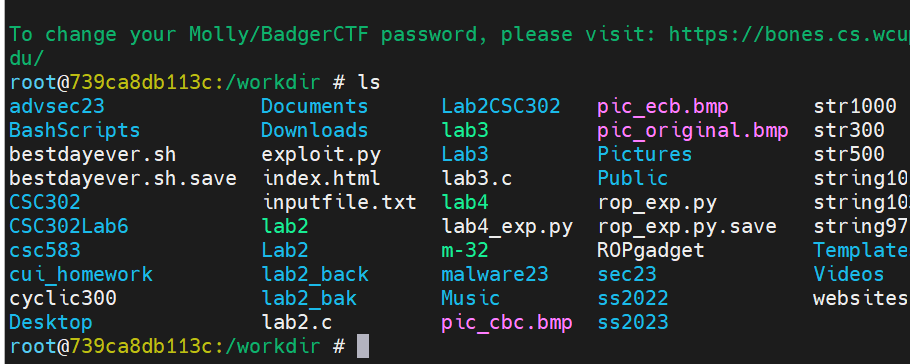 To change your Molly/BadgerCTF password, please visit: https://bones.cs.wcup
du/
root@739ca8db113c:/workdir # ls
advsec23 Documents Lab2CSC302 pic_ecb.bmp str1000
BashScripts Downloads lab3 pic_original.bmp str300
bestdayever.sh exploit.py Lab3 Pictures str500
bestdayever.sh.save index.html lab3.c Public string10
CSC302 inputfile.txt lab4 rop_exp.py string10
CSC302Lab6 lab2 lab4_exp.py rop_exp.py.save string97
csc583 Lab2 m-32 ROPgadget Template
cui_homework lab2_back malware23 sec23 Videos
cyclic300 lab2_bak Music ss2022 websites
Desktop lab2.c pic_cbc.bmp ss2023
root@739ca8db113c:/workdir #